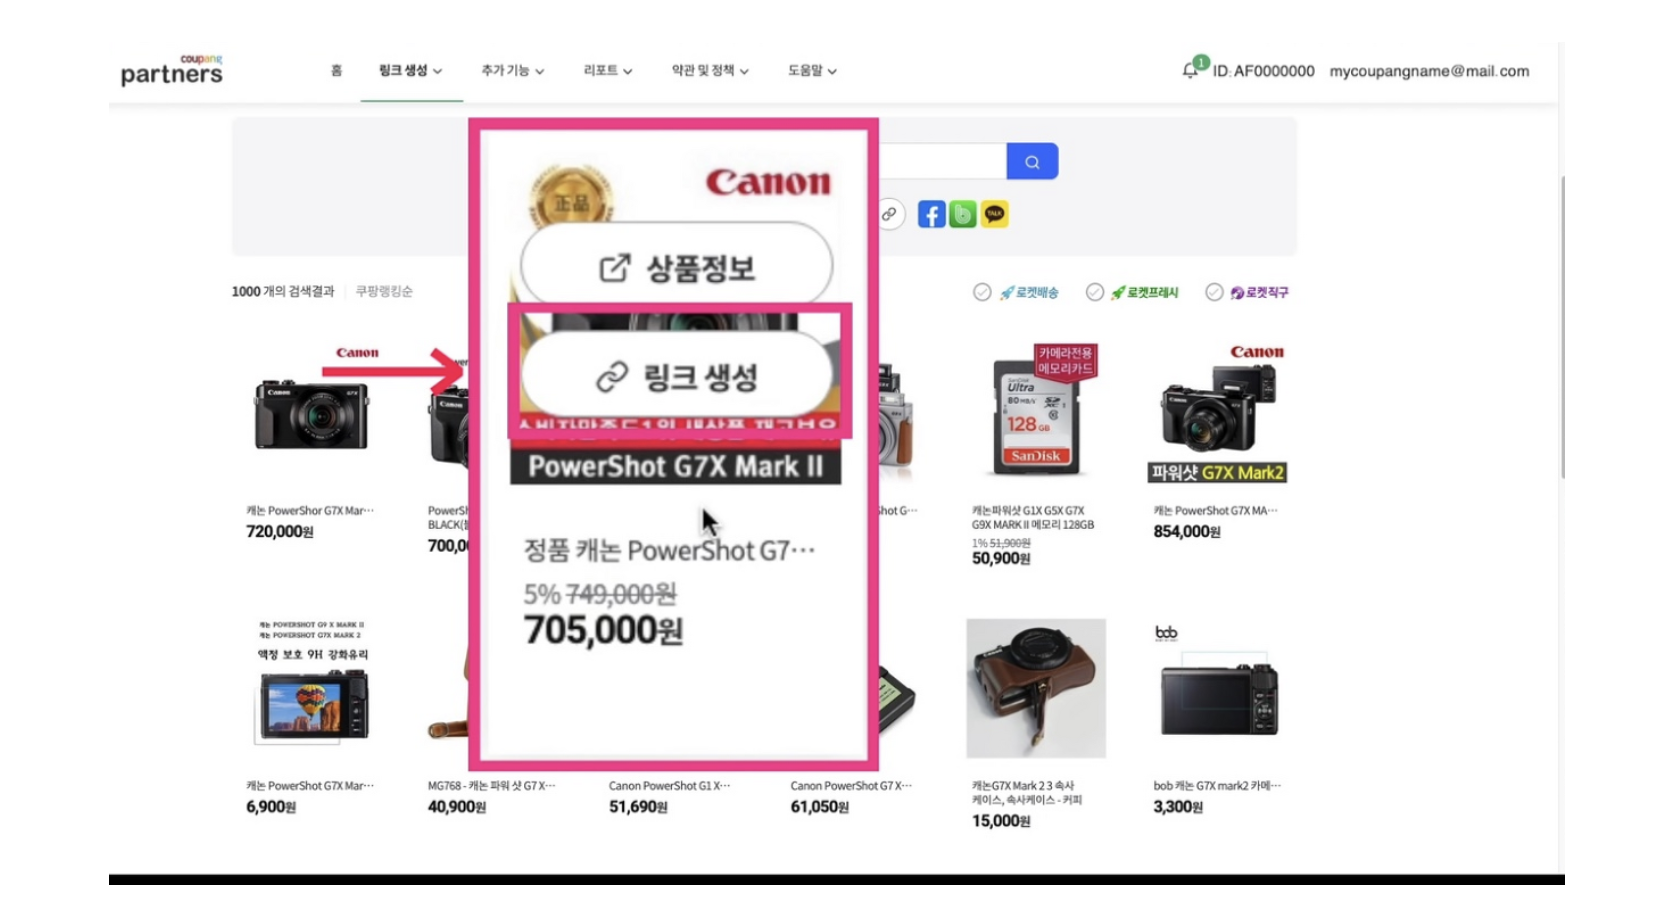 coupang
partners
홈
링크 생성
추가 기능
리포트
약관 및 정책
도움말
1
ID: AF0000000
mycoupangname@mail.com
TALK
1000 개의 검색결과
쿠팡랭킹순
로켓배송
로켓프레시
로켓직구
正品
Canon
상품정보
링크 생성
PowerShot G7X Mark II
정품 캐논 PowerShot G7···
5% 749,000원
705,000원
Canon
Canon
캐논 PowerShor G7X Mar···
720,000원
Canon
PowerSh
BLACK(
700,0
hot G···
카메라전용
메모리카드
SanDisk
Ultra
80 MB/s
128 GB
SanDisk
캐논파워샷 G1X G5X G7X
G9X MARK II 메모리 128GB
1% 51,900원
50,900원
Canon
파워샷 G7X Mark2
캐논 PowerShot G7X MA···
854,000원
캐논 POWERSHOT G9 X MARK II
캐논 POWERSHOT G7X MARK 2
액정 보호 9H 강화유리
캐논 PowerShot G7X Mar···
6,900원
MG768 - 캐논 파워 샷 G7 X···
40,900원
Canon PowerShot G1 X···
51,690원
Canon PowerShot G7 X···
61,050원
캐논G7X Mark 2 3 속사
케이스, 속사케이스 - 커피
15,000원
bob
bob 캐논 G7X mark2 카메···
3,300원